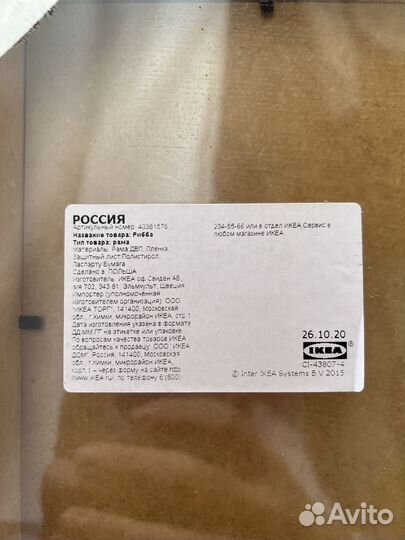 РОССИЯ
Артикульный номер 40381576
Название товара: Рибба
Тип товара: рама
Материалы: Рама:ДВП, Пленка,
Защитный лист:Полистирол,
Паспарту:Бумага
Сделано в: ПОЛЬША
Изготовитель: ИКЕА оф Свиден АБ,
а/я 702, 343 81, Эльмхульт, Швеция
Импортер (уполномоченный
изготовителем организация): ООО
"ИКЕА ТОРГ", 141400, Московская
обл., г.Химки, микрорайон ИКЕА, стр.1
Дата изготовления указана в формате
ДД.ММ.ГГ на этикетке или упаковке
По вопросам качества товаров ИКЕА
обращайтесь к продавцу: ООО "ИКЕА
ДОМ", Россия, 141400, Московская
обл., г.Химки, микрорайон ИКЕА,
корп.1 – через форму на сайте http
://www.IKEA.ru/, по телефону 8 (800)
234-55-66 или в отдел ИКЕА Сервис в
любом магазине ИКЕА
26.10.20
IKEA®
CI-43807-4
© Inter IKEA Systems B.V. 2015
Avito